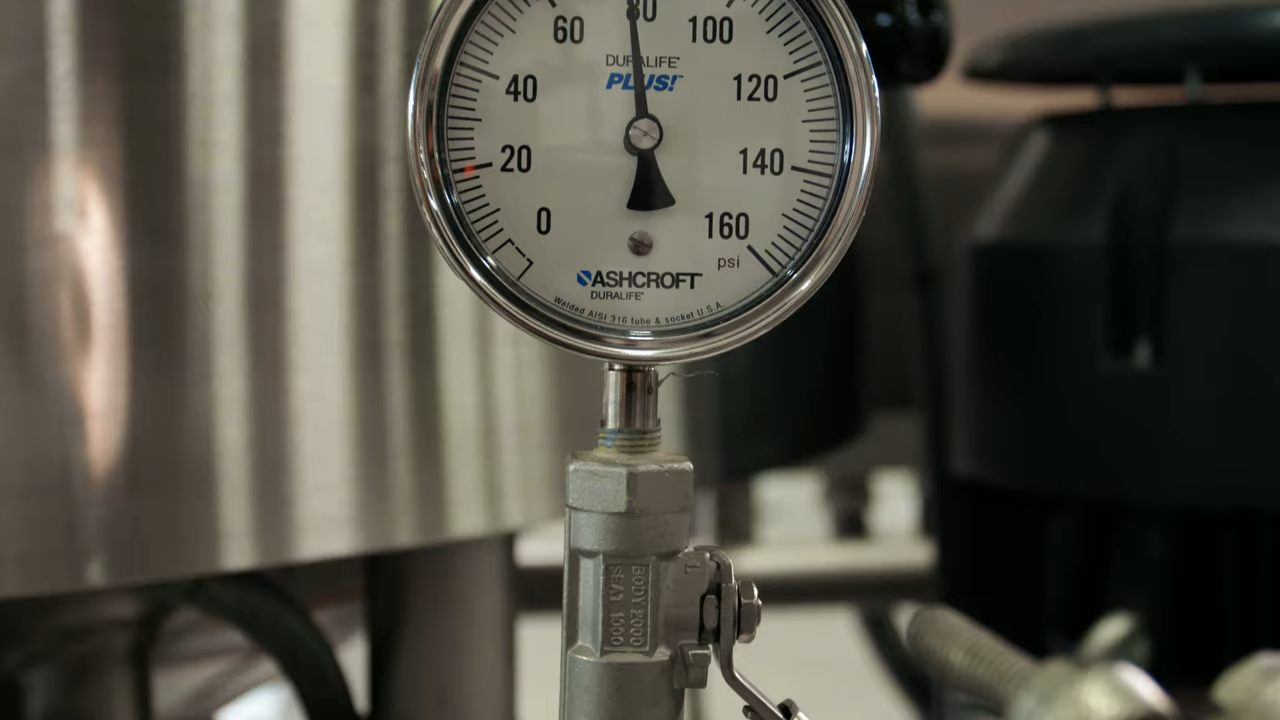 80
60
100
DURALIFE
PLUS!™
40
120
20
140
0
160
psi
ASHCROFT
DURALIFE®
Welded AISI 316 tube & socket U.S.A.
L
BODY 2000
SEAT 1000